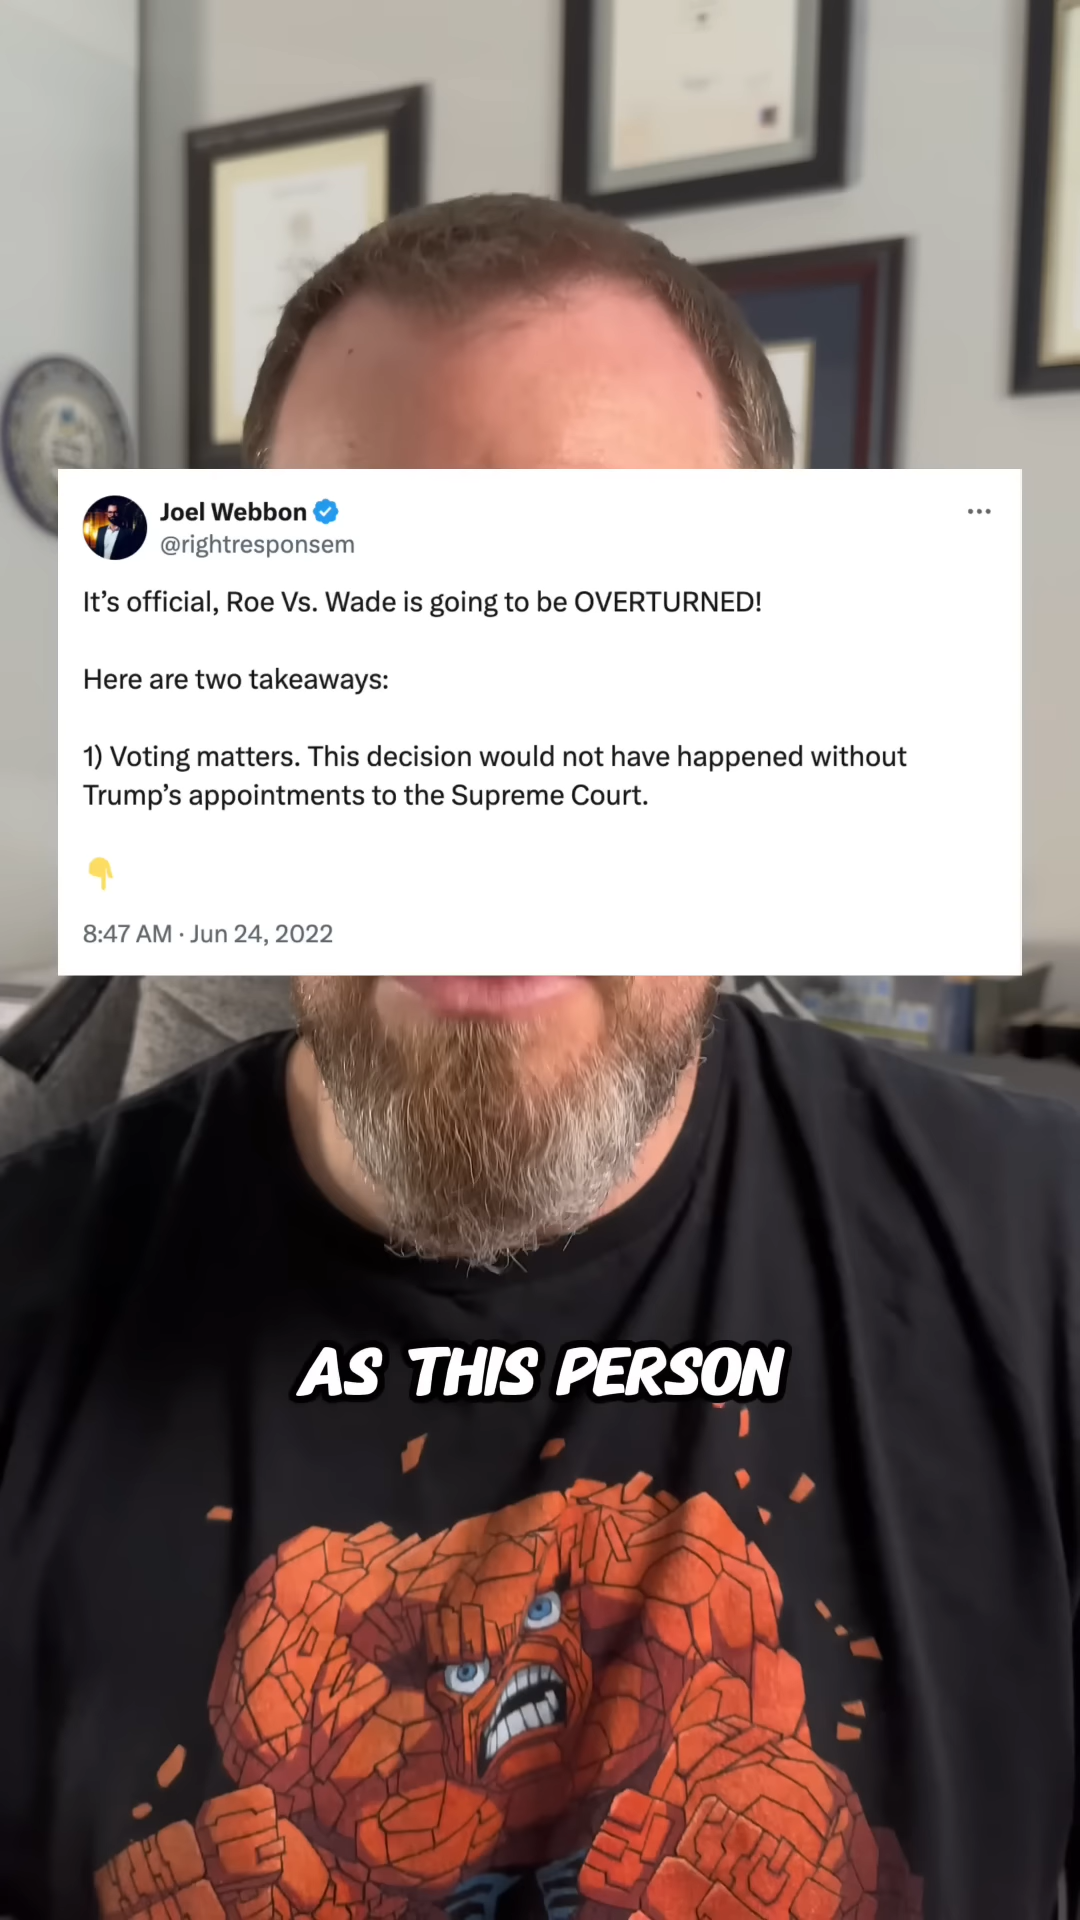 Joel Webbon
@rightresponsem
It’s official, Roe Vs. Wade is going to be OVERTURNED!
Here are two takeaways:
1) Voting matters. This decision would not have happened without
Trump’s appointments to the Supreme Court.
👇
8:47 AM · Jun 24, 2022
AS THIS PERSON